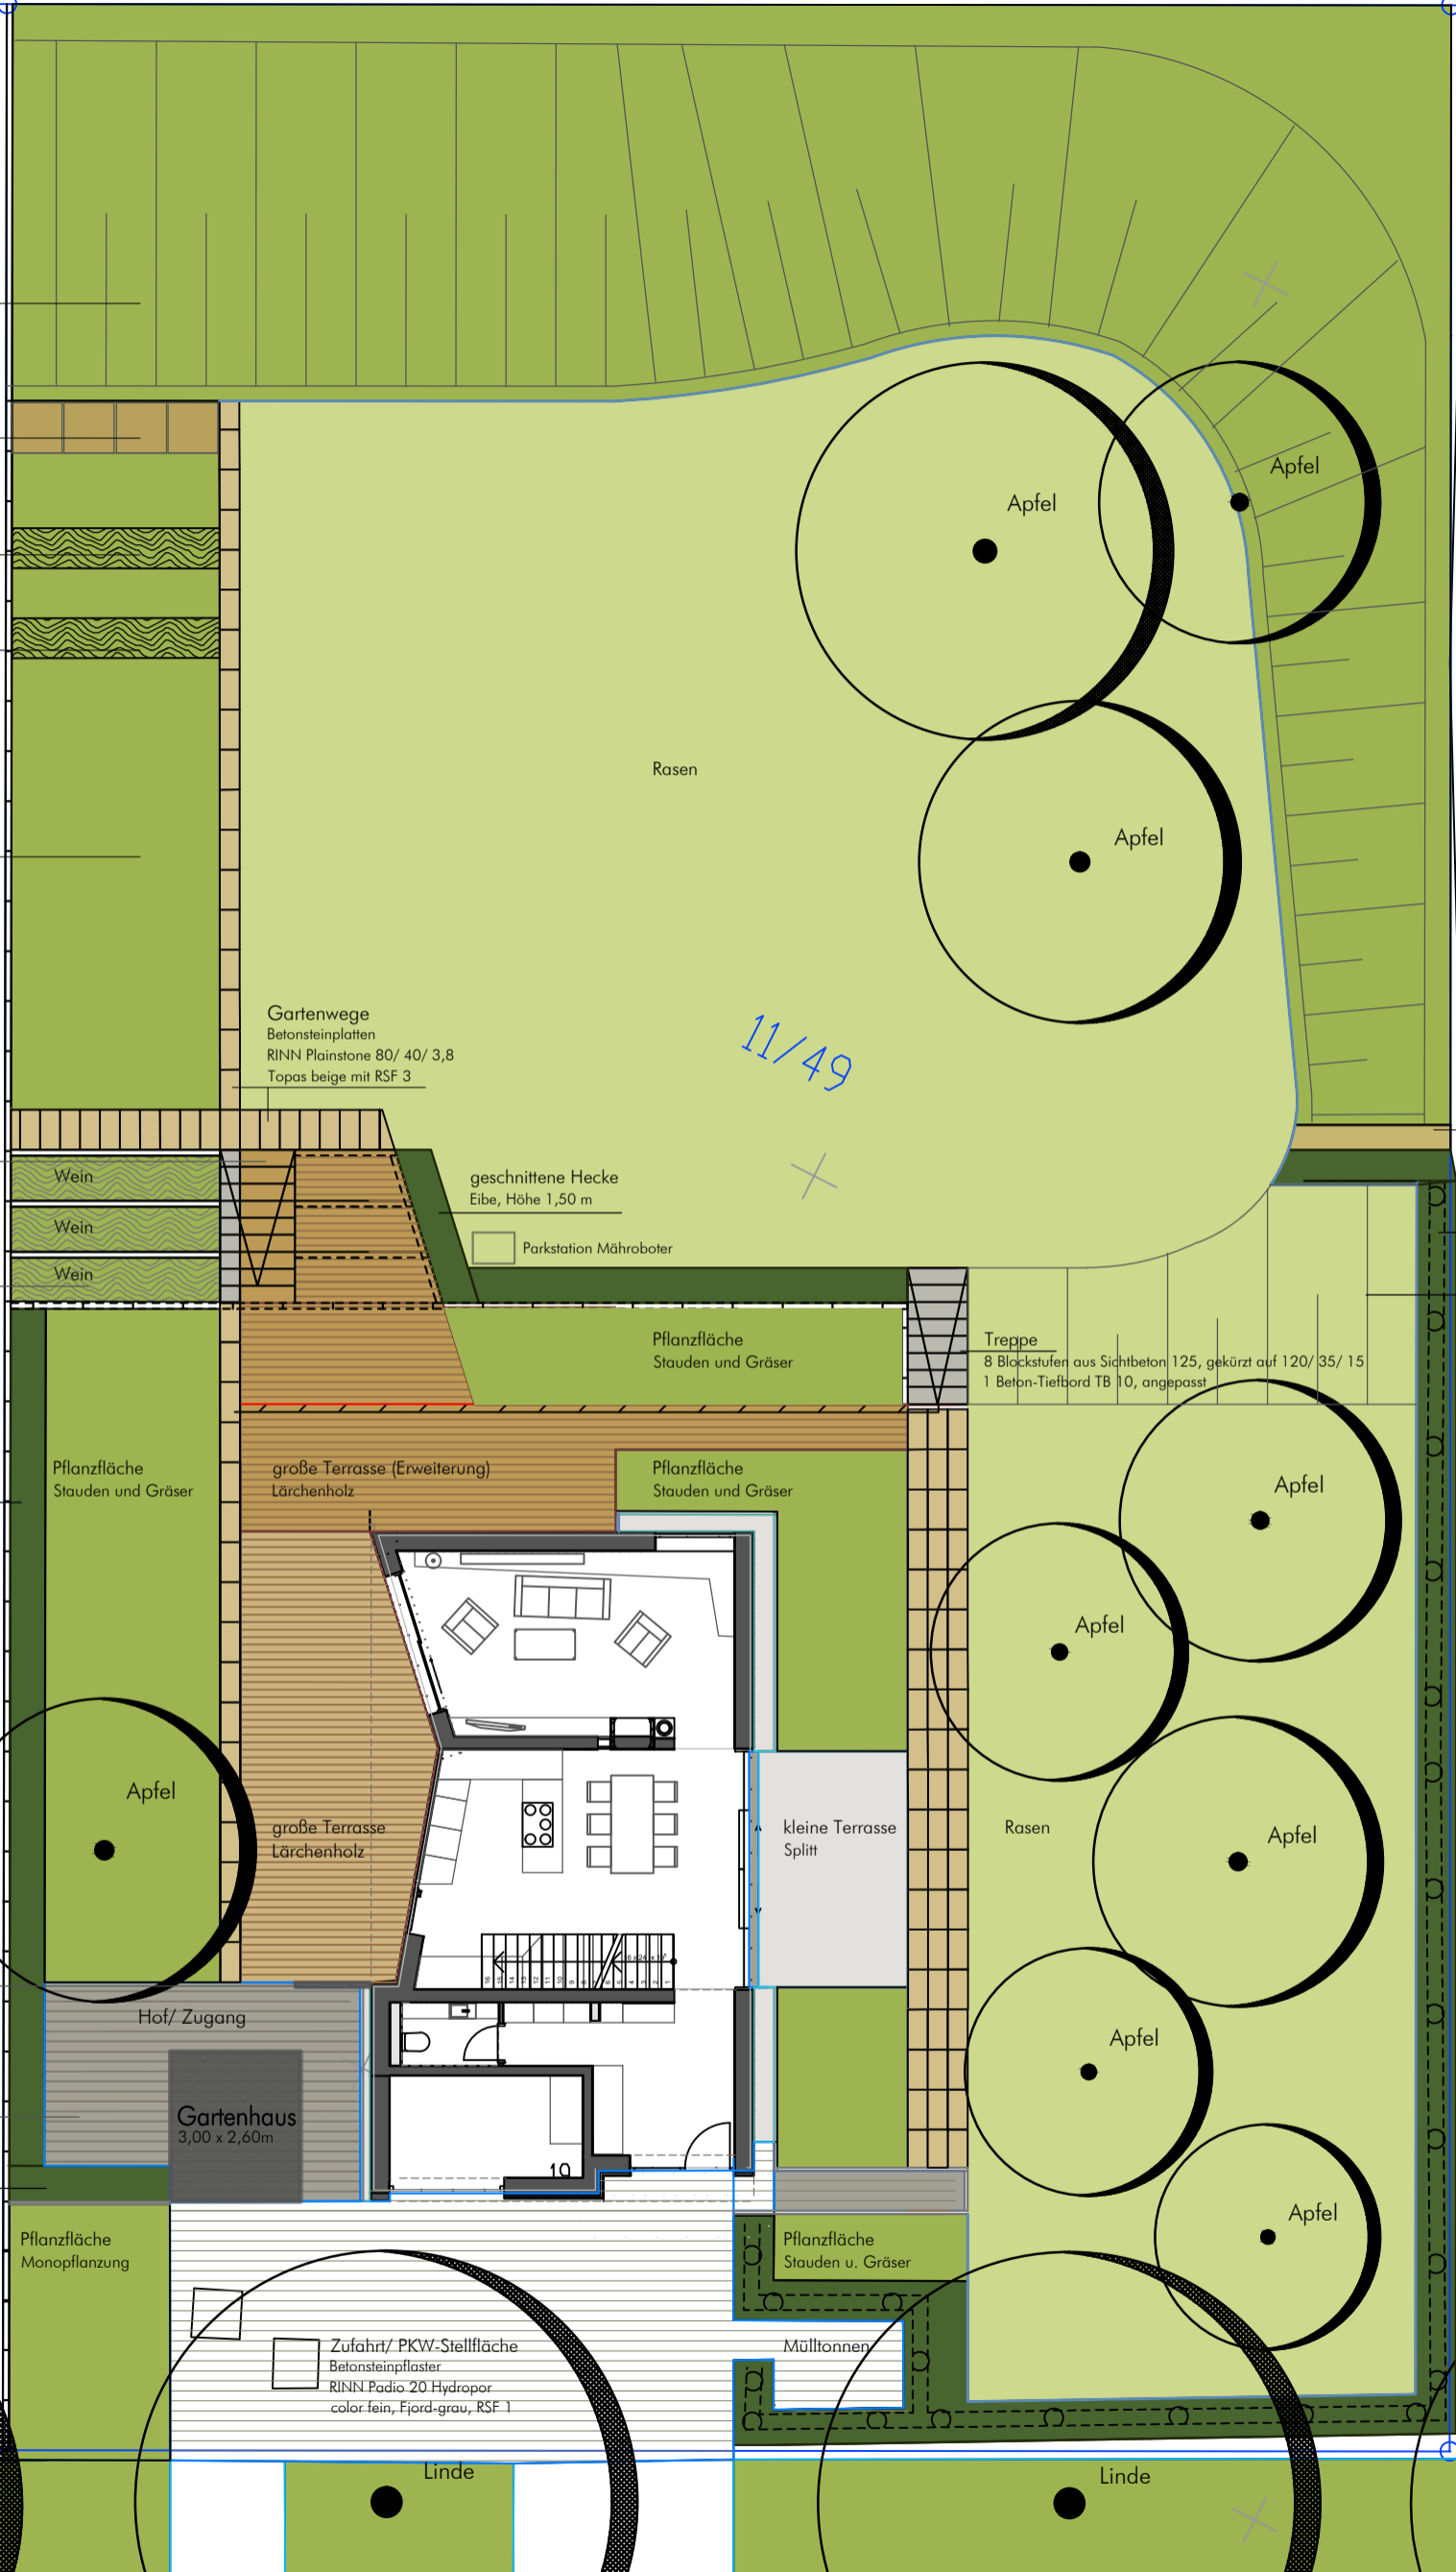 Apfel
Apfel
Rasen
Apfel
Gartenwege
Betonsteinplatten
RINN Plainstone 80/ 40/ 3,8
Topas beige mit RSF 3
11/49
Wein
Wein
Wein
geschnittene Hecke
Eibe, Höhe 1,50 m
Parkstation Mähroboter
Pflanzfläche
Stauden und Gräser
Treppe
8 Blockstufen aus Sichtbeton 125, gekürzt auf 120/ 35/ 15
1 Beton-Tiefbord TB 10, angepasst
Pflanzfläche
Stauden und Gräser
große Terrasse (Erweiterung)
Lärchenholz
Pflanzfläche
Stauden und Gräser
Apfel
Apfel
Apfel
große Terrasse
Lärchenholz
kleine Terrasse
Splitt
Rasen
Apfel
Hof/ Zugang
Apfel
Gartenhaus
3,00 x 2,60m
10
Apfel
Pflanzfläche
Monopflanzung
Pflanzfläche
Stauden u. Gräser
Zufahrt/ PKW-Stellfläche
Betonsteinpflaster
RINN Padio 20 Hydropor
color fein, Fjord-grau, RSF 1
Mülltonnen
Linde
Linde